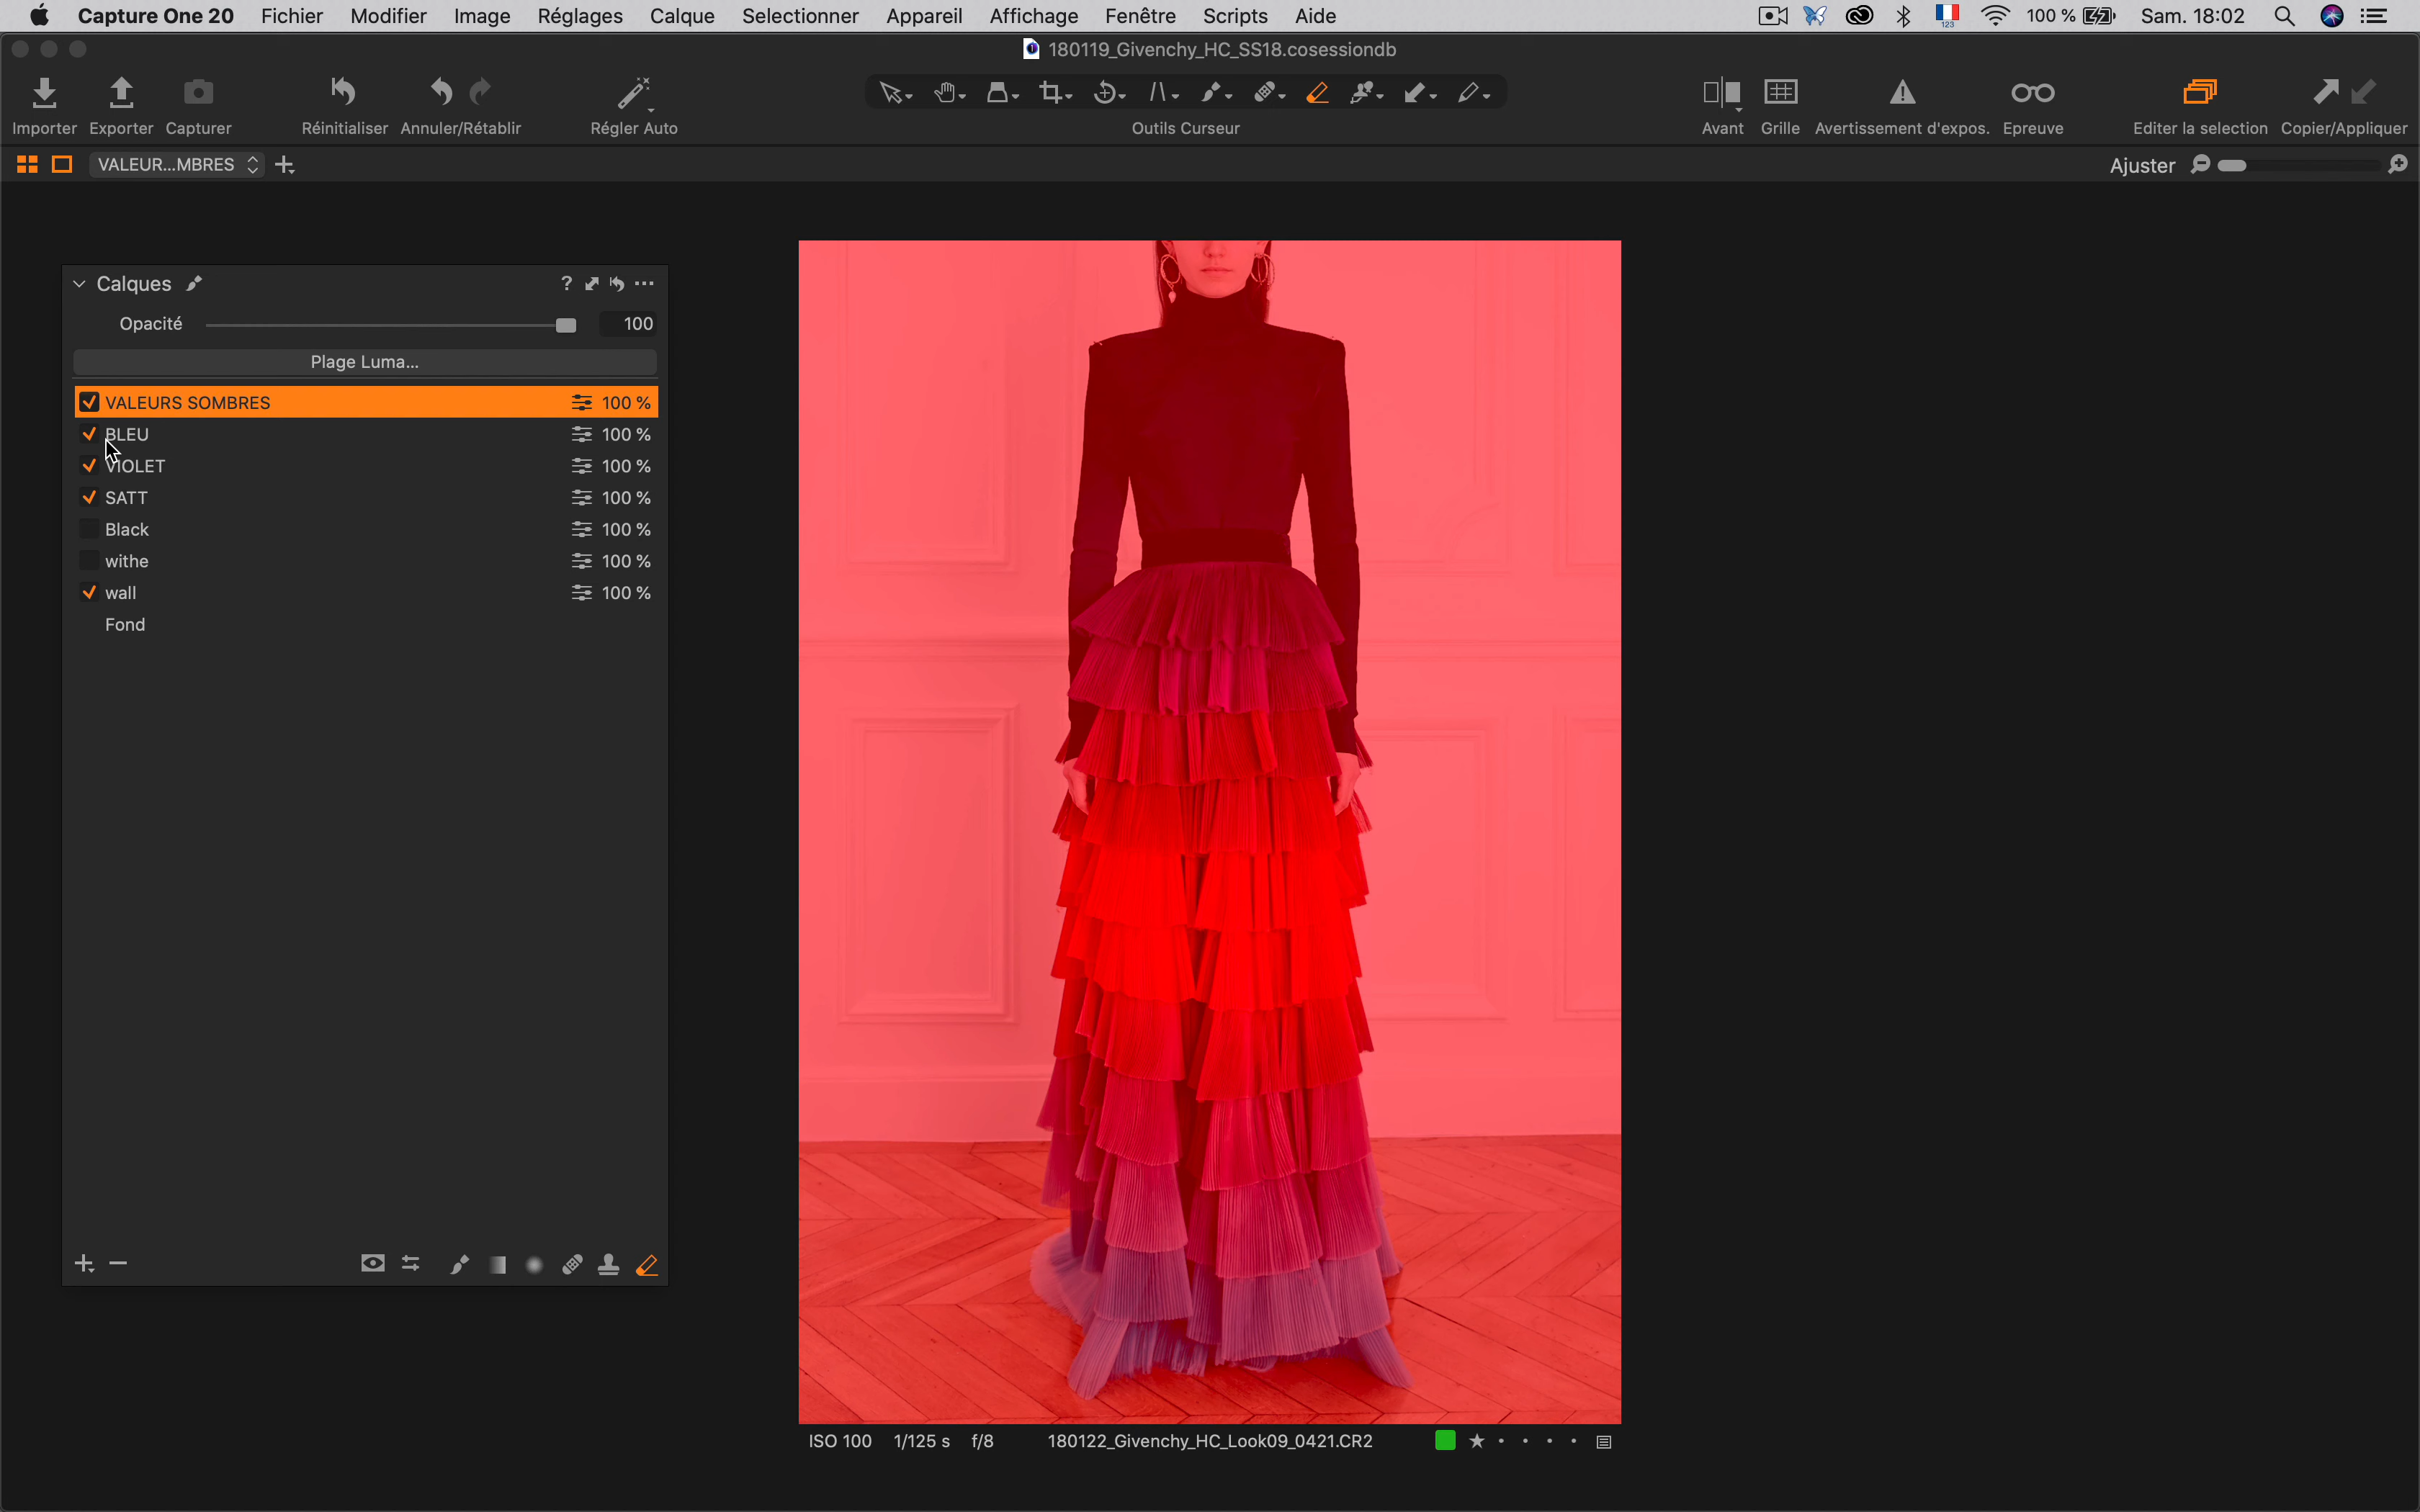 Capture One 20 Fichier Modifier Image Réglages Calque Selectionner Appareil Affichage Fenêtre Scripts Aide 123 100 % Sam. 18:02
180119_Givenchy_HC_SS18.cosessiondb
Importer Exporter Capturer Réinitialiser Annuler/Rétablir Régler Auto Outils Curseur Avant Grille Avertissement d'expos. Epreuve Editer la selection Copier/Appliquer
VALEUR...MBRES Ajuster
Calques ?
Opacité 100
Plage Luma...
VALEURS SOMBRES 100 %
BLEU 100 %
VIOLET 100 %
SATT 100 %
Black 100 %
withe 100 %
wall 100 %
Fond
ISO 100 1/125 s f/8 180122_Givenchy_HC_Look09_0421.CR2